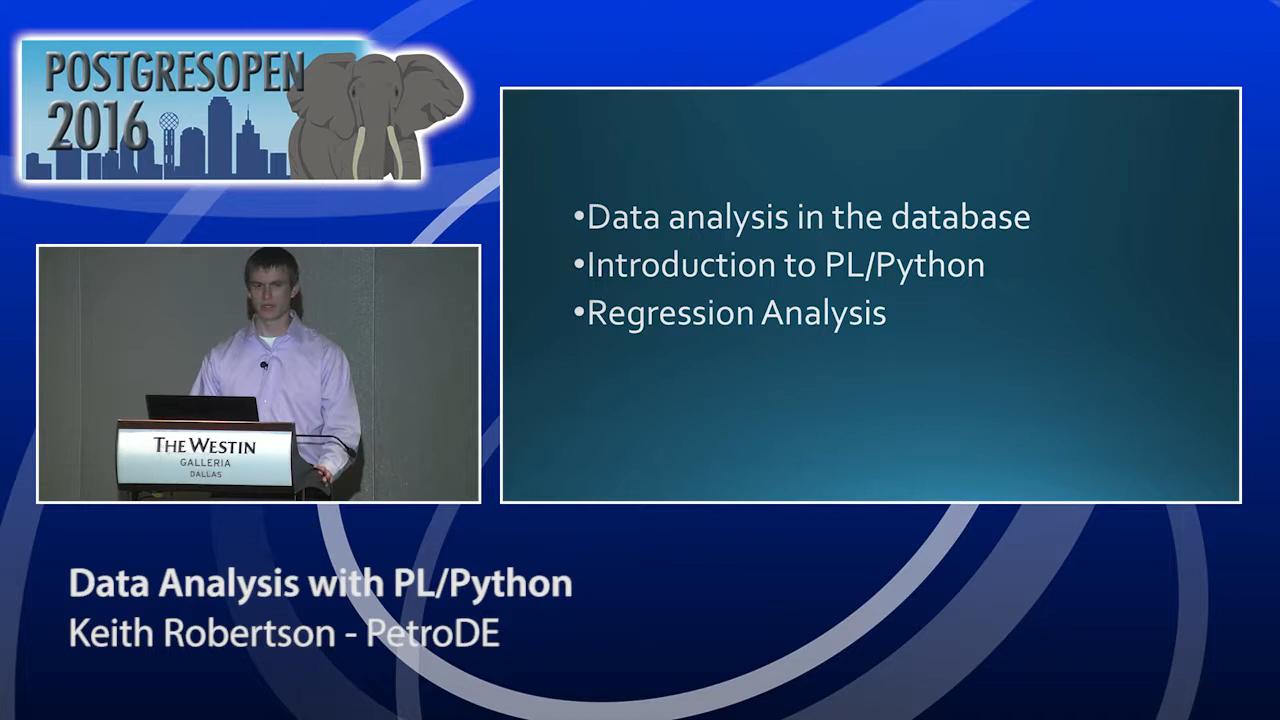 POSTGRESOPEN
2016
•Data analysis in the database
•Introduction to PL/Python
•Regression Analysis
THE WESTIN
GALLERIA
DALLAS
Data Analysis with PL/Python
Keith Robertson - PetroDE